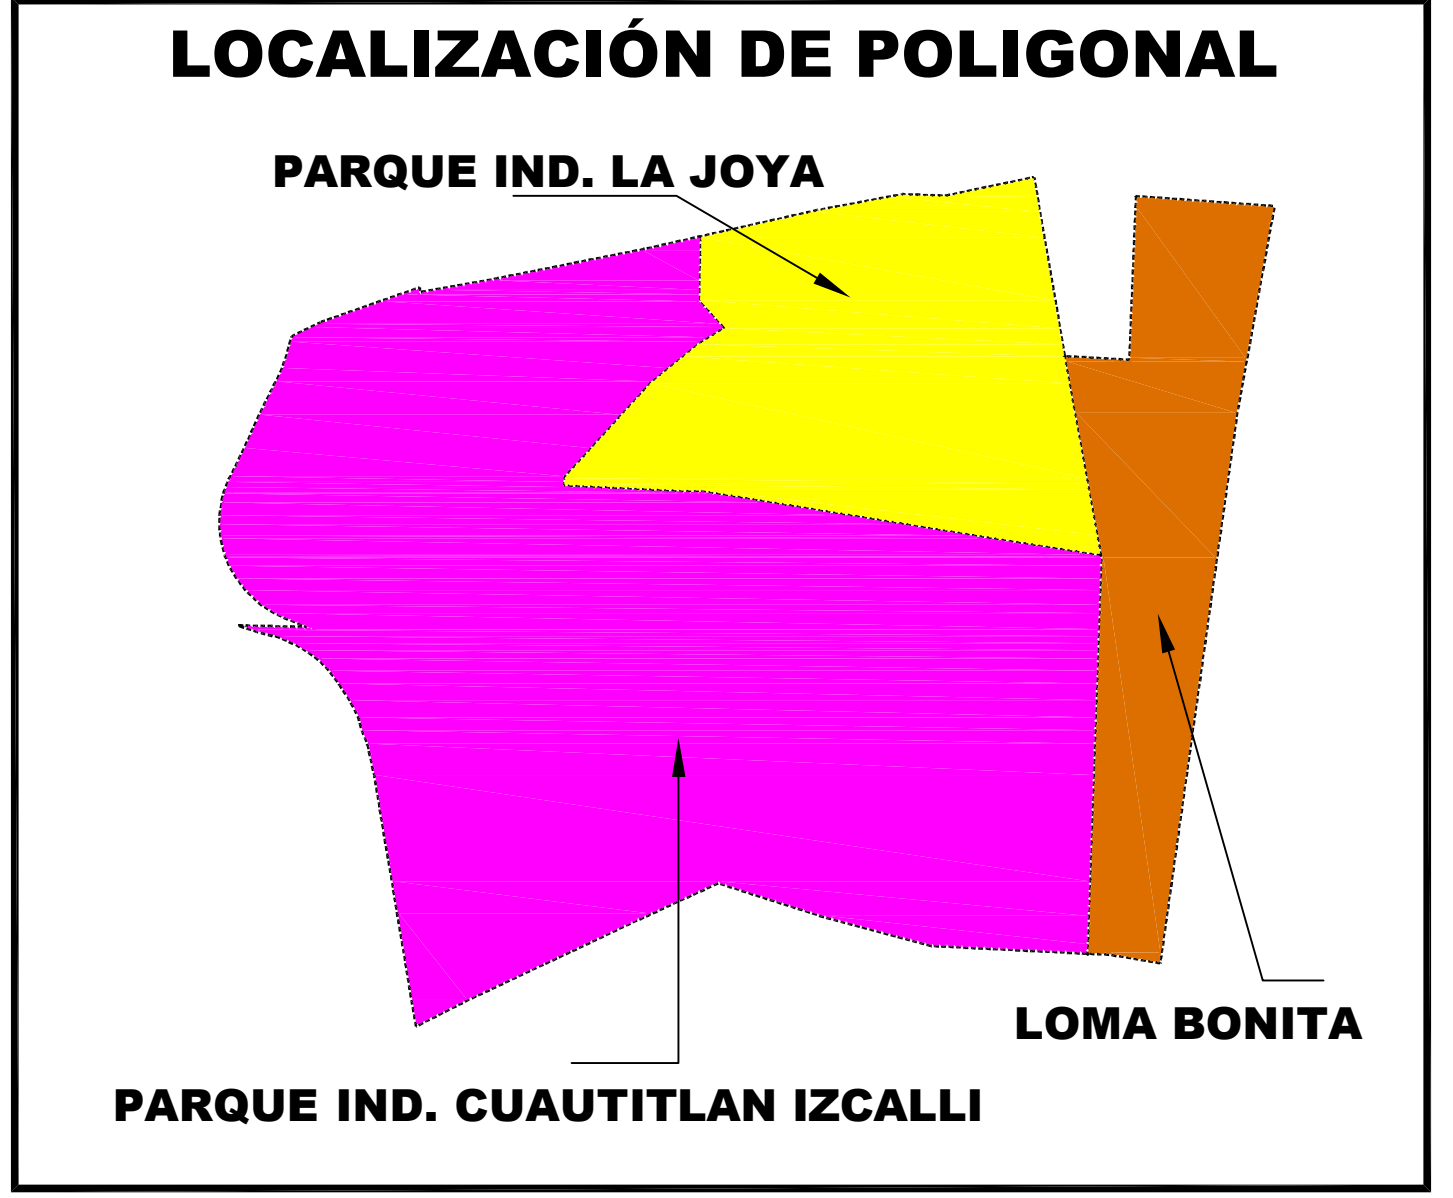 LOCALIZACIÓN DE POLIGONAL
PARQUE IND. LA JOYA
LOMA BONITA
PARQUE IND. CUAUTITLAN IZCALLI